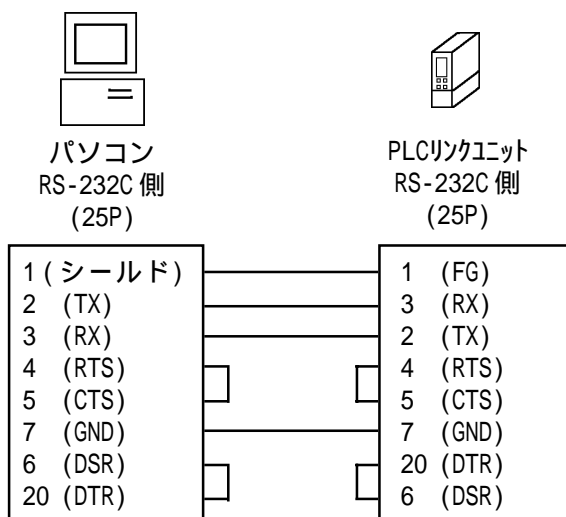 パソコン
RS-232C 側
(25P)
PLCリンクユニット
RS-232C 側
(25P)
1 (シールド)
2 (TX)
3 (RX)
4 (RTS)
5 (CTS)
7 (GND)
6 (DSR)
20 (DTR)
1 (FG)
3 (RX)
2 (TX)
4 (RTS)
5 (CTS)
7 (GND)
20 (DTR)
6 (DSR)